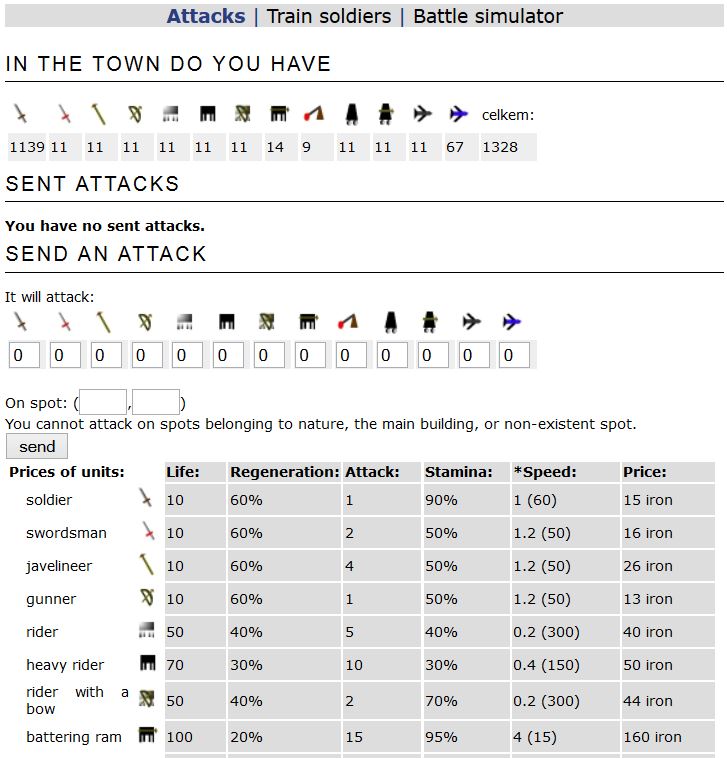 Attacks | Train soldiers | Battle simulator
IN THE TOWN DO YOU HAVE
celkem:
1139 11 11 11 11 11 11 14 9 11 11 11 67 1328
SENT ATTACKS
You have no sent attacks.
SEND AN ATTACK
It will attack:
0 0 0 0 0 0 0 0 0 0 0 0 0
On spot: ( , )
You cannot attack on spots belonging to nature, the main building, or non-existent spot.
send
Prices of units: Life: Regeneration: Attack: Stamina: *Speed: Price:
soldier 10 60% 1 90% 1 (60) 15 iron
swordsman 10 60% 2 50% 1.2 (50) 16 iron
javelineer 10 60% 4 50% 1.2 (50) 26 iron
gunner 10 60% 1 50% 1.2 (50) 13 iron
rider 50 40% 5 40% 0.2 (300) 40 iron
heavy rider 70 30% 10 30% 0.4 (150) 50 iron
rider with a
bow 50 40% 2 70% 0.2 (300) 44 iron
battering ram 100 20% 15 95% 4 (15) 160 iron